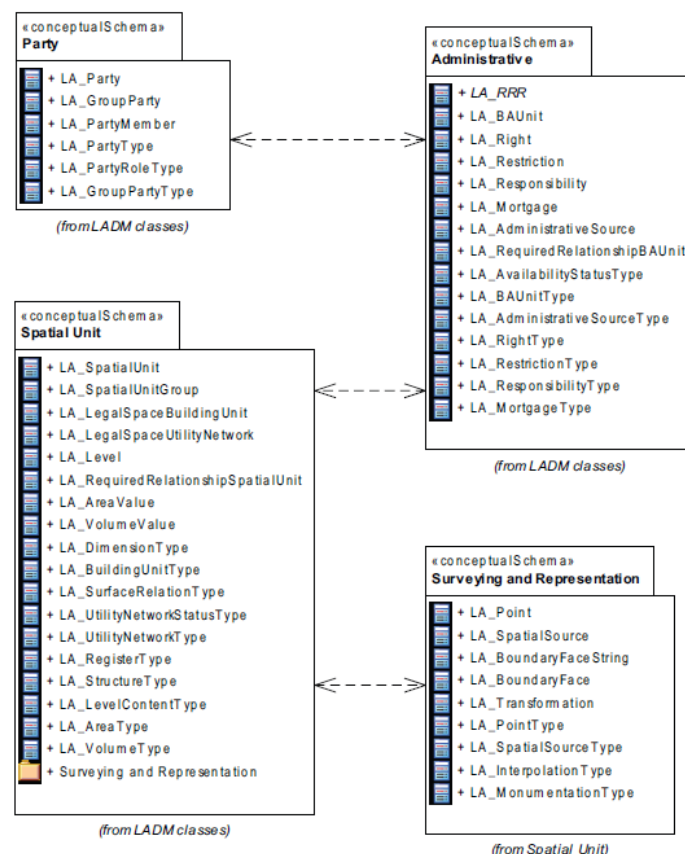 «conceptualSchema»
Party
+ LA_Party
+ LA_GroupParty
+ LA_PartyMember
+ LA_PartyType
+ LA_PartyRoleType
+ LA_GroupPartyType
(from LADM classes)
«conceptualSchema»
Administrative
+ LA_RRR
+ LA_BAUnit
+ LA_Right
+ LA_Restriction
+ LA_Responsibility
+ LA_Mortgage
+ LA_AdministrativeSource
+ LA_RequiredRelationshipBAUnit
+ LA_AvailabilityStatusType
+ LA_BAUnitType
+ LA_AdministrativeSourceType
+ LA_RightType
+ LA_RestrictionType
+ LA_ResponsibilityType
+ LA_MortgageType
(from LADM classes)
«conceptualSchema»
Spatial Unit
+ LA_SpatialUnit
+ LA_SpatialUnitGroup
+ LA_LegalSpaceBuildingUnit
+ LA_LegalSpaceUtilityNetwork
+ LA_Level
+ LA_RequiredRelationshipSpatialUnit
+ LA_AreaValue
+ LA_VolumeValue
+ LA_DimensionType
+ LA_BuildingUnitType
+ LA_SurfaceRelationType
+ LA_UtilityNetworkStatusType
+ LA_UtilityNetworkType
+ LA_RegisterType
+ LA_StructureType
+ LA_LevelContentType
+ LA_AreaType
+ LA_VolumeType
+ Surveying and Representation
(from LADM classes)
«conceptualSchema»
Surveying and Representation
+ LA_Point
+ LA_SpatialSource
+ LA_BoundaryFaceString
+ LA_BoundaryFace
+ LA_Transformation
+ LA_PointType
+ LA_SpatialSourceType
+ LA_InterpolationType
+ LA_MonumentationType
(from Spatial Unit)